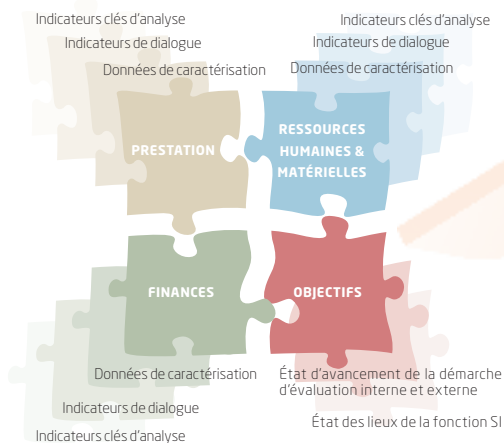 Indicateurs clés d'analyse
Indicateurs de dialogue
Données de caractérisation
Indicateurs clés d'analyse
Indicateurs de dialogue
Données de caractérisation
PRESTATION
RESSOURCES
HUMAINES &
MATÉRIELLES
FINANCES
OBJECTIFS
Données de caractérisation
Indicateurs de dialogue
Indicateurs clés d'analyse
État d'avancement de la démarche
d'évaluation interne et externe
État des lieux de la fonction SI